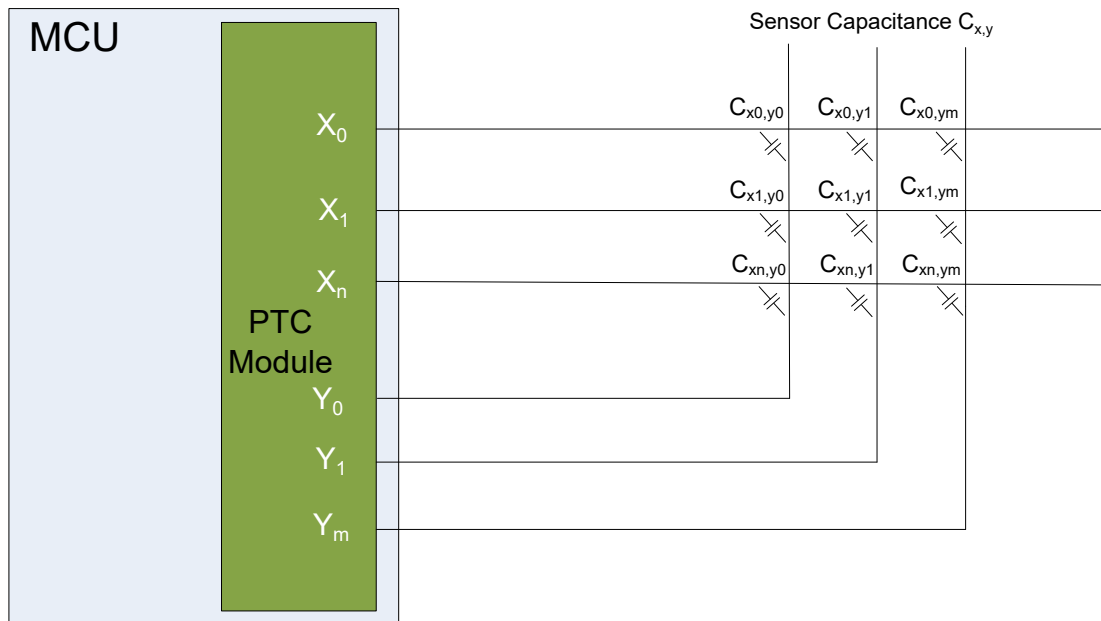 MCU
Sensor Capacitance Cx,y
X0
Cx0,y0 Cx0,y1 Cx0,ym
X1
Cx1,y0 Cx1,y1 Cx1,ym
Xn
Cxn,y0 Cxn,y1 Cxn,ym
PTC
Module
Y0
Y1
Ym